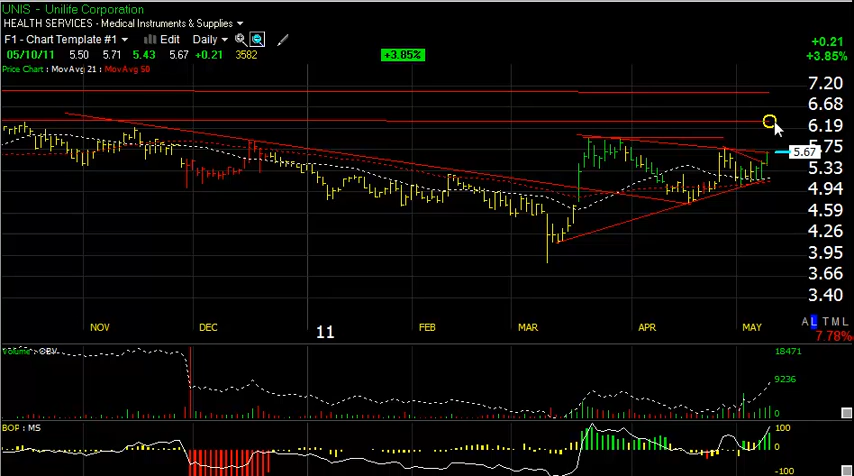 UNIS - Unilife Corporation
HEALTH SERVICES - Medical Instruments & Supplies
F1 - Chart Template #1 Edit Daily
05/10/11 5.50 5.71 5.43 5.67 +0.21 3582
+3.85%
+0.21
+3.85%
Price Chart : MovAvg 21 : MovAvg 50
7.20
6.68
6.19
5.75
5.67
5.33
4.94
4.59
4.26
3.95
3.66
3.40
NOV DEC 11 FEB MAR APR MAY
A L T M L
7.78%
Volume : OBV
18471
9236
0
BOP : MS
100
0
-100